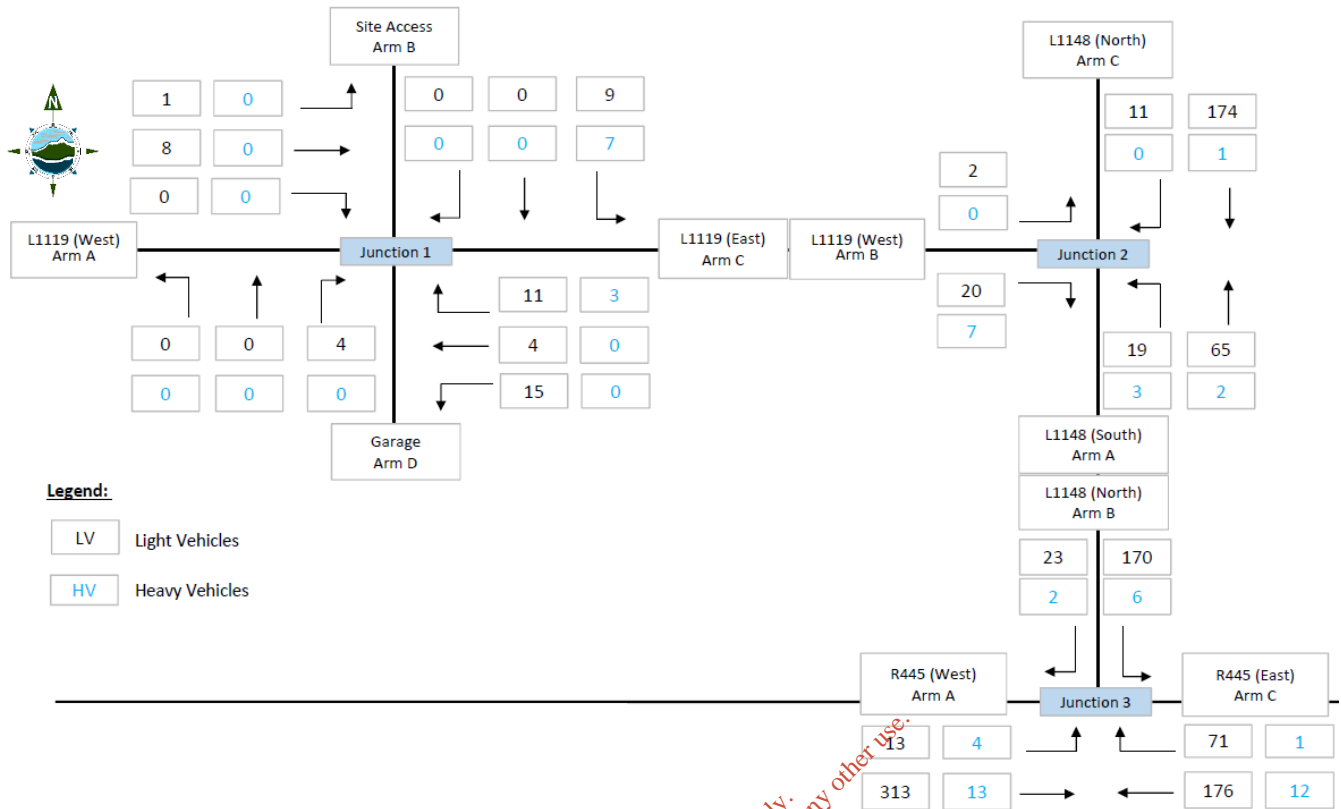 Site Access
Arm B
L1148 (North)
Arm C
N
1 0
8 0
0 0
0 0 9
0 0 7
11 174
0 1
2
0
L1119 (West)
Arm A
Junction 1
L1119 (East)
Arm C
L1119 (West)
Arm B
Junction 2
20
7
11 3
4 0
15 0
0 0 4
0 0 0
19 65
3 2
Garage
Arm D
L1148 (South)
Arm A
L1148 (North)
Arm B
Legend:
LV Light Vehicles
HV Heavy Vehicles
23 170
2 6
R445 (West)
Arm A
Junction 3
R445 (East)
Arm C
13 4
313 13
71 1
176 12
any other use.